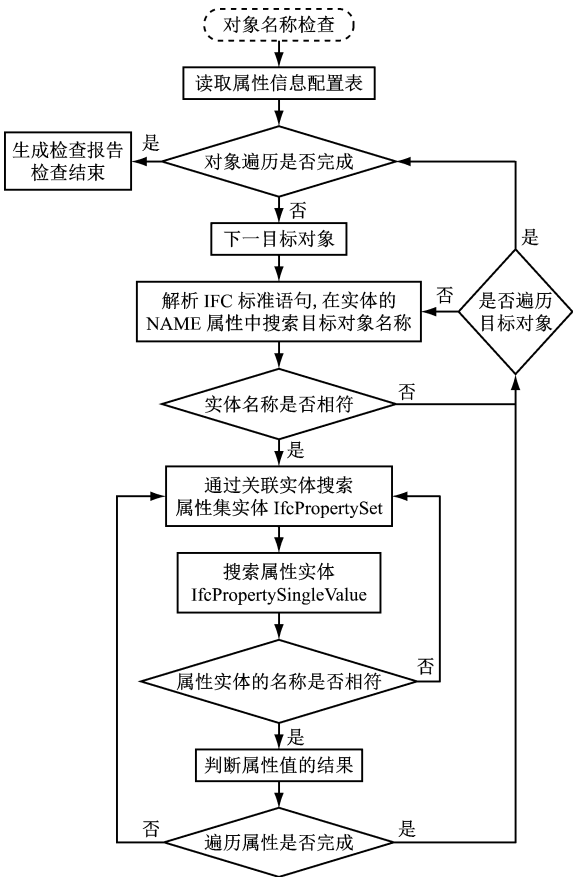 对象名称检查
读取属性信息配置表
对象遍历是否完成
是
生成检查报告
检查结束
否
下一目标对象
是
解析 IFC 标准语句, 在实体的
NAME 属性中搜索目标对象名称
否
是否遍历
目标对象
实体名称是否相符
否
是
通过关联实体搜索
属性集实体 IfcPropertySet
搜索属性实体
IfcPropertySingleValue
属性实体的名称是否相符
否
是
判断属性值的结果
遍历属性是否完成
否
是